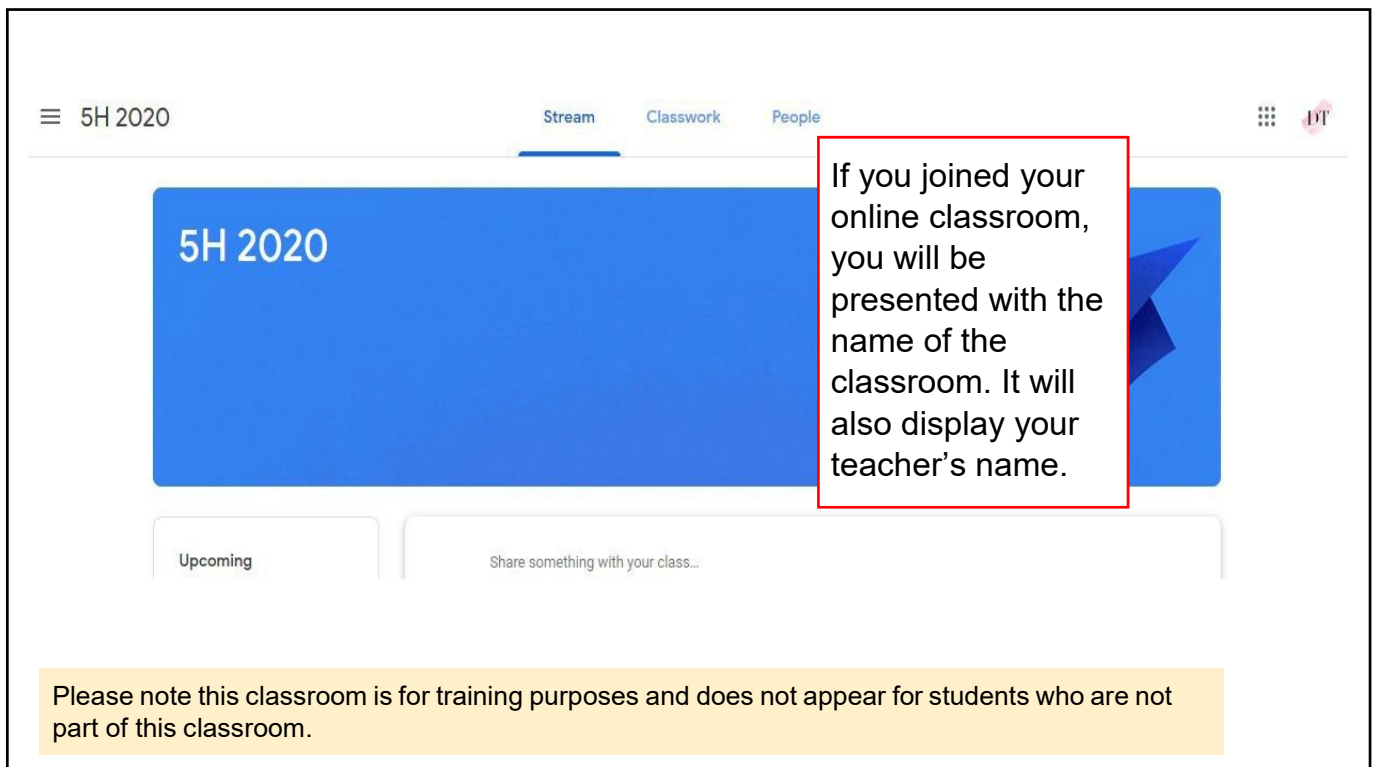 5H 2020
Stream Classwork People
DT
If you joined your
online classroom,
you will be
presented with the
name of the
classroom. It will
also display your
teacher’s name.
5H 2020
Upcoming
Share something with your class...
Please note this classroom is for training purposes and does not appear for students who are not
part of this classroom.